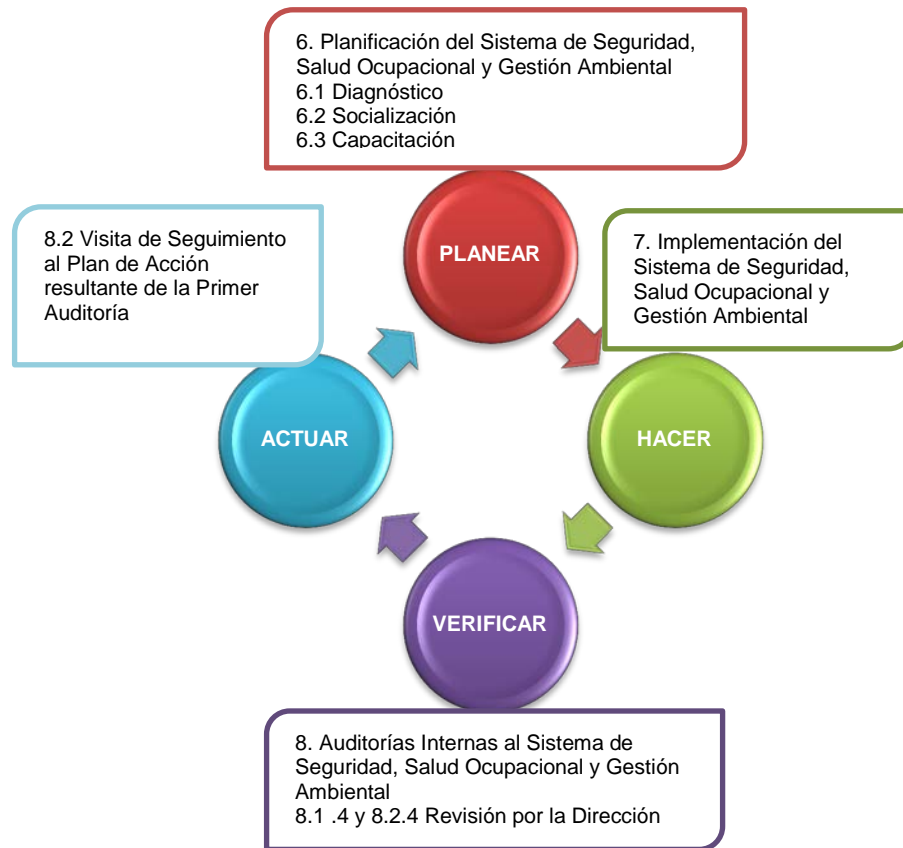 6. Planificación del Sistema de Seguridad,
Salud Ocupacional y Gestión Ambiental
6.1 Diagnóstico
6.2 Socialización
6.3 Capacitación
PLANEAR
8.2 Visita de Seguimiento
al Plan de Acción
resultante de la Primer
Auditoría
7. Implementación del
Sistema de Seguridad,
Salud Ocupacional y
Gestión Ambiental
ACTUAR
HACER
VERIFICAR
8. Auditorías Internas al Sistema de
Seguridad, Salud Ocupacional y Gestión
Ambiental
8.1 .4 y 8.2.4 Revisión por la Dirección